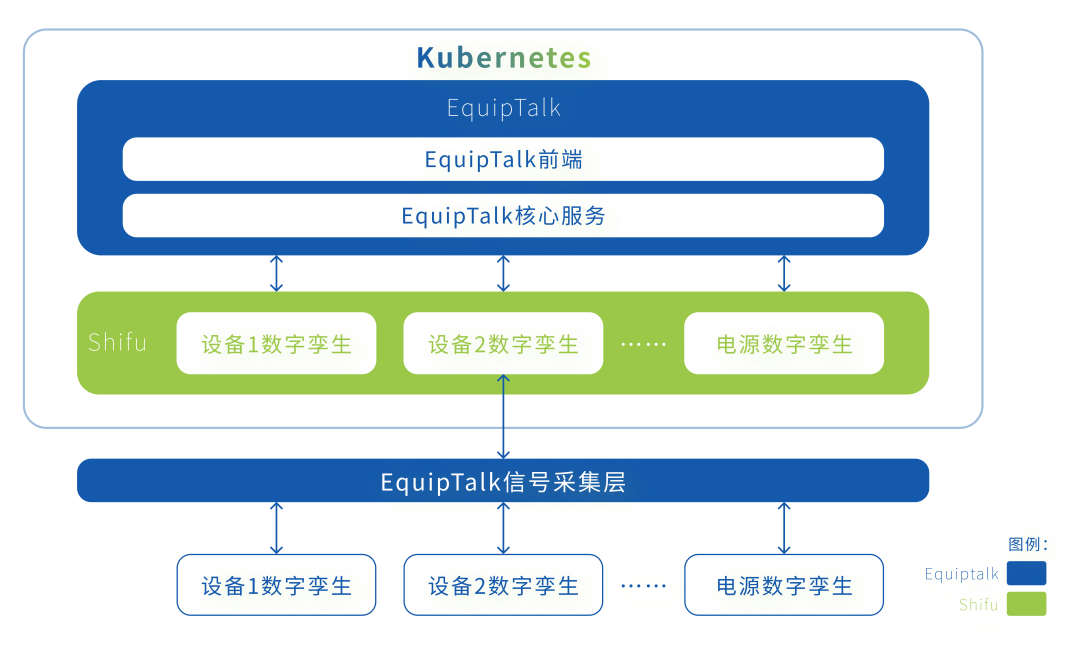 Kubernetes
EquipTalk
EquipTalk前端
EquipTalk核心服务
Shifu
设备1数字孪生
设备2数字孪生
……
电源数字孪生
EquipTalk信号采集层
设备1数字孪生
设备2数字孪生
……
电源数字孪生
图例：
Equiptalk
Shifu